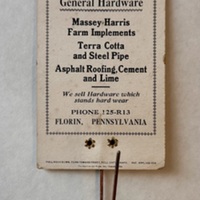 General Hardware
Massey-Harris
Farm Implements
Terra Cotta
and Steel Pipe
Asphalt Roofing, Cement
and Lime
We sell Hardware which
stands hard wear
PHONE 125-R13
FLORIN, PENNSYLVANIA